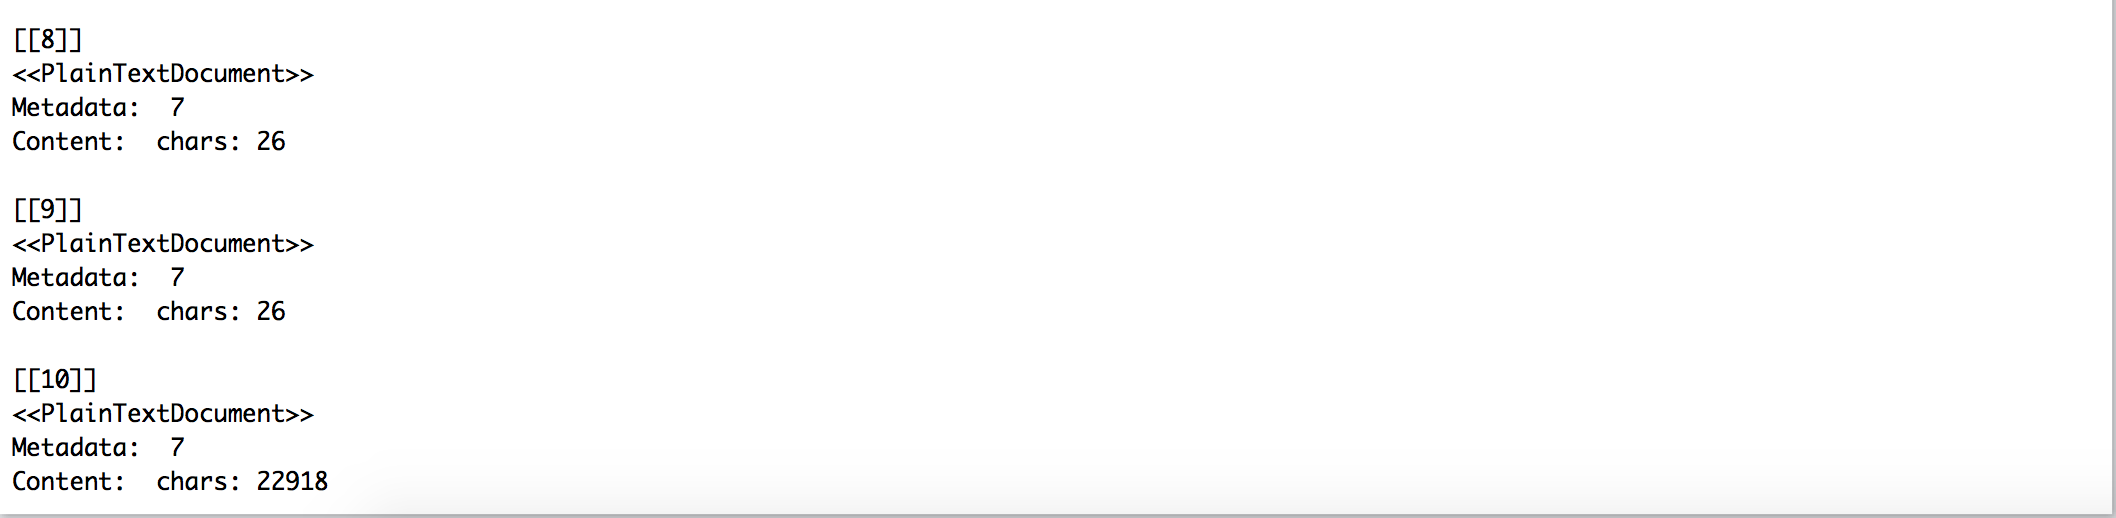 [[8]]
<<PlainTextDocument>>
Metadata:  7
Content:  chars: 26
[[9]]
<<PlainTextDocument>>
Metadata:  7
Content:  chars: 26
[[10]]
<<PlainTextDocument>>
Metadata:  7
Content:  chars: 22918